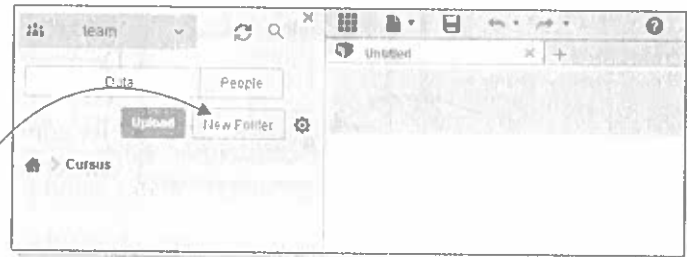 team
Untitled
Data People
Upload New Folder
Cursus